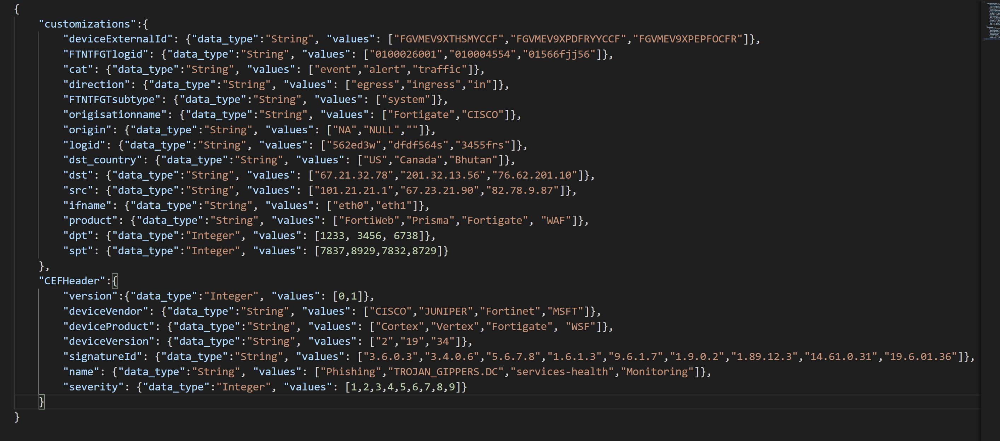 {
"customizations":{
"deviceExternalId": {"data_type":"String", "values": ["FGVMEV9XTHSMYCCF","FGVMEV9XPDFRYYCCF","FGVMEV9XPEPFOCFR"]},
"FTNTFGTlogid": {"data_type":"String", "values": ["0100026001","010004554","01566fjj56"]},
"cat": {"data_type":"String", "values": ["event","alert","traffic"]},
"direction": {"data_type":"String", "values": ["egress","ingress","in"]},
"FTNTFGTsubtype": {"data_type":"String", "values": ["system"]},
"origisationname": {"data_type":"String", "values": ["Fortigate","CISCO"]},
"origin": {"data_type":"String", "values": ["NA","NULL",""]},
"logid": {"data_type":"String", "values": ["562ed3w","dfdf564s","3455frs"]},
"dst_country": {"data_type":"String", "values": ["US","Canada","Bhutan"]},
"dst": {"data_type":"String", "values": ["67.21.32.78","201.32.13.56","76.62.201.10"]},
"src": {"data_type":"String", "values": ["101.21.21.1","67.23.21.90","82.78.9.87"]},
"ifname": {"data_type":"String", "values": ["eth0","eth1"]},
"product": {"data_type":"String", "values": ["FortiWeb","Prisma","Fortigate", "WAF"]},
"dpt": {"data_type":"Integer", "values": [1233, 3456, 6738]},
"spt": {"data_type":"Integer", "values": [7837,8929,7832,8729]}
},
"CEFHeader":{
"version":{"data_type":"Integer", "values": [0,1]},
"deviceVendor": {"data_type":"String", "values": ["CISCO","JUNIPER","Fortinet","MSFT"]},
"deviceProduct": {"data_type":"String", "values": ["Cortex","Vertex","Fortigate", "WSF"]},
"deviceVersion": {"data_type":"String", "values": ["2","19","34"]},
"signatureId": {"data_type":"String", "values": ["3.6.0.3","3.4.0.6","5.6.7.8","1.6.1.3","9.6.1.7","1.9.0.2","1.89.12.3","14.61.0.31","19.6.01.36"]},
"name": {"data_type":"String", "values": ["Phishing","TROJAN_GIPPERS.DC","services-health","Monitoring"]},
"severity": {"data_type":"Integer", "values": [1,2,3,4,5,6,7,8,9]}
}
}